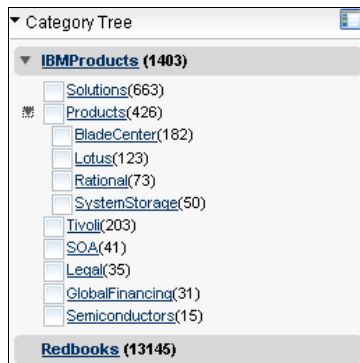 Category Tree
IBMProducts (1403)
Solutions(663)
Products(426)
BladeCenter(182)
Lotus(123)
Rational(73)
SystemStorage(50)
Tivoli(203)
SOA(41)
Legal(35)
GlobalFinancing(31)
Semiconductors(15)
Redbooks (13145)